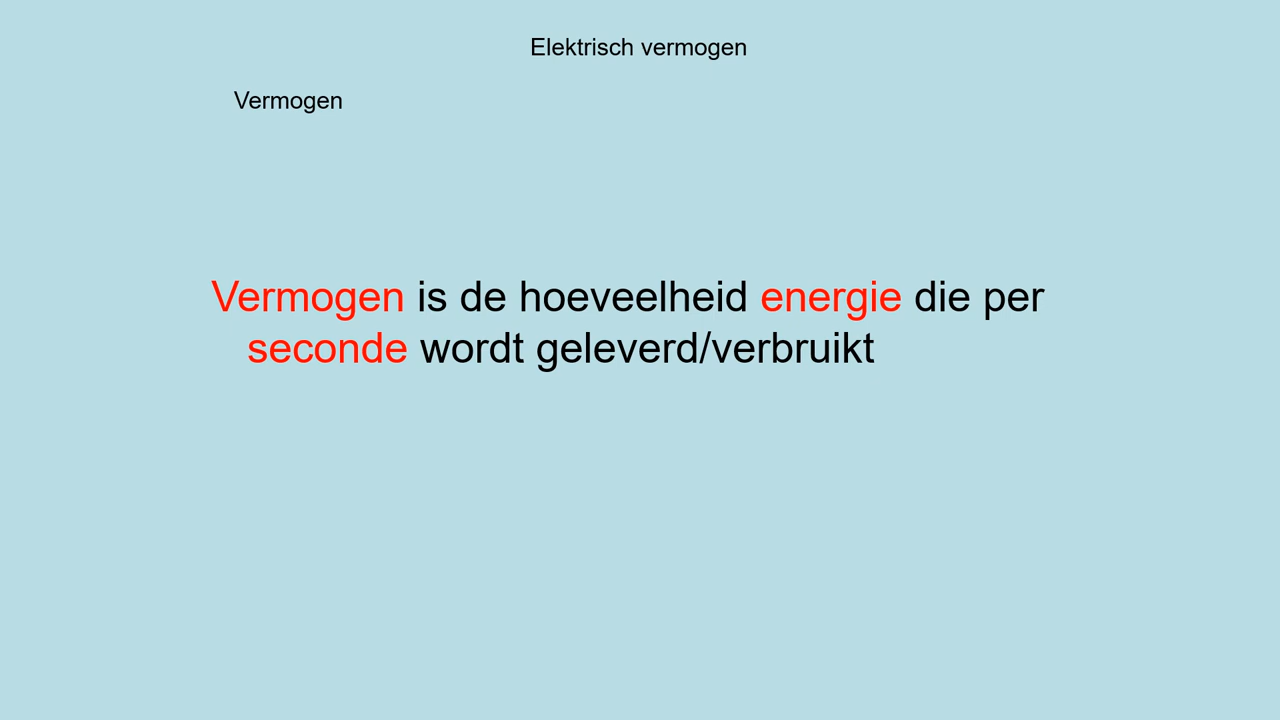 Elektrisch vermogen
Vermogen
Vermogen is de hoeveelheid energie die per
seconde wordt geleverd/verbruikt